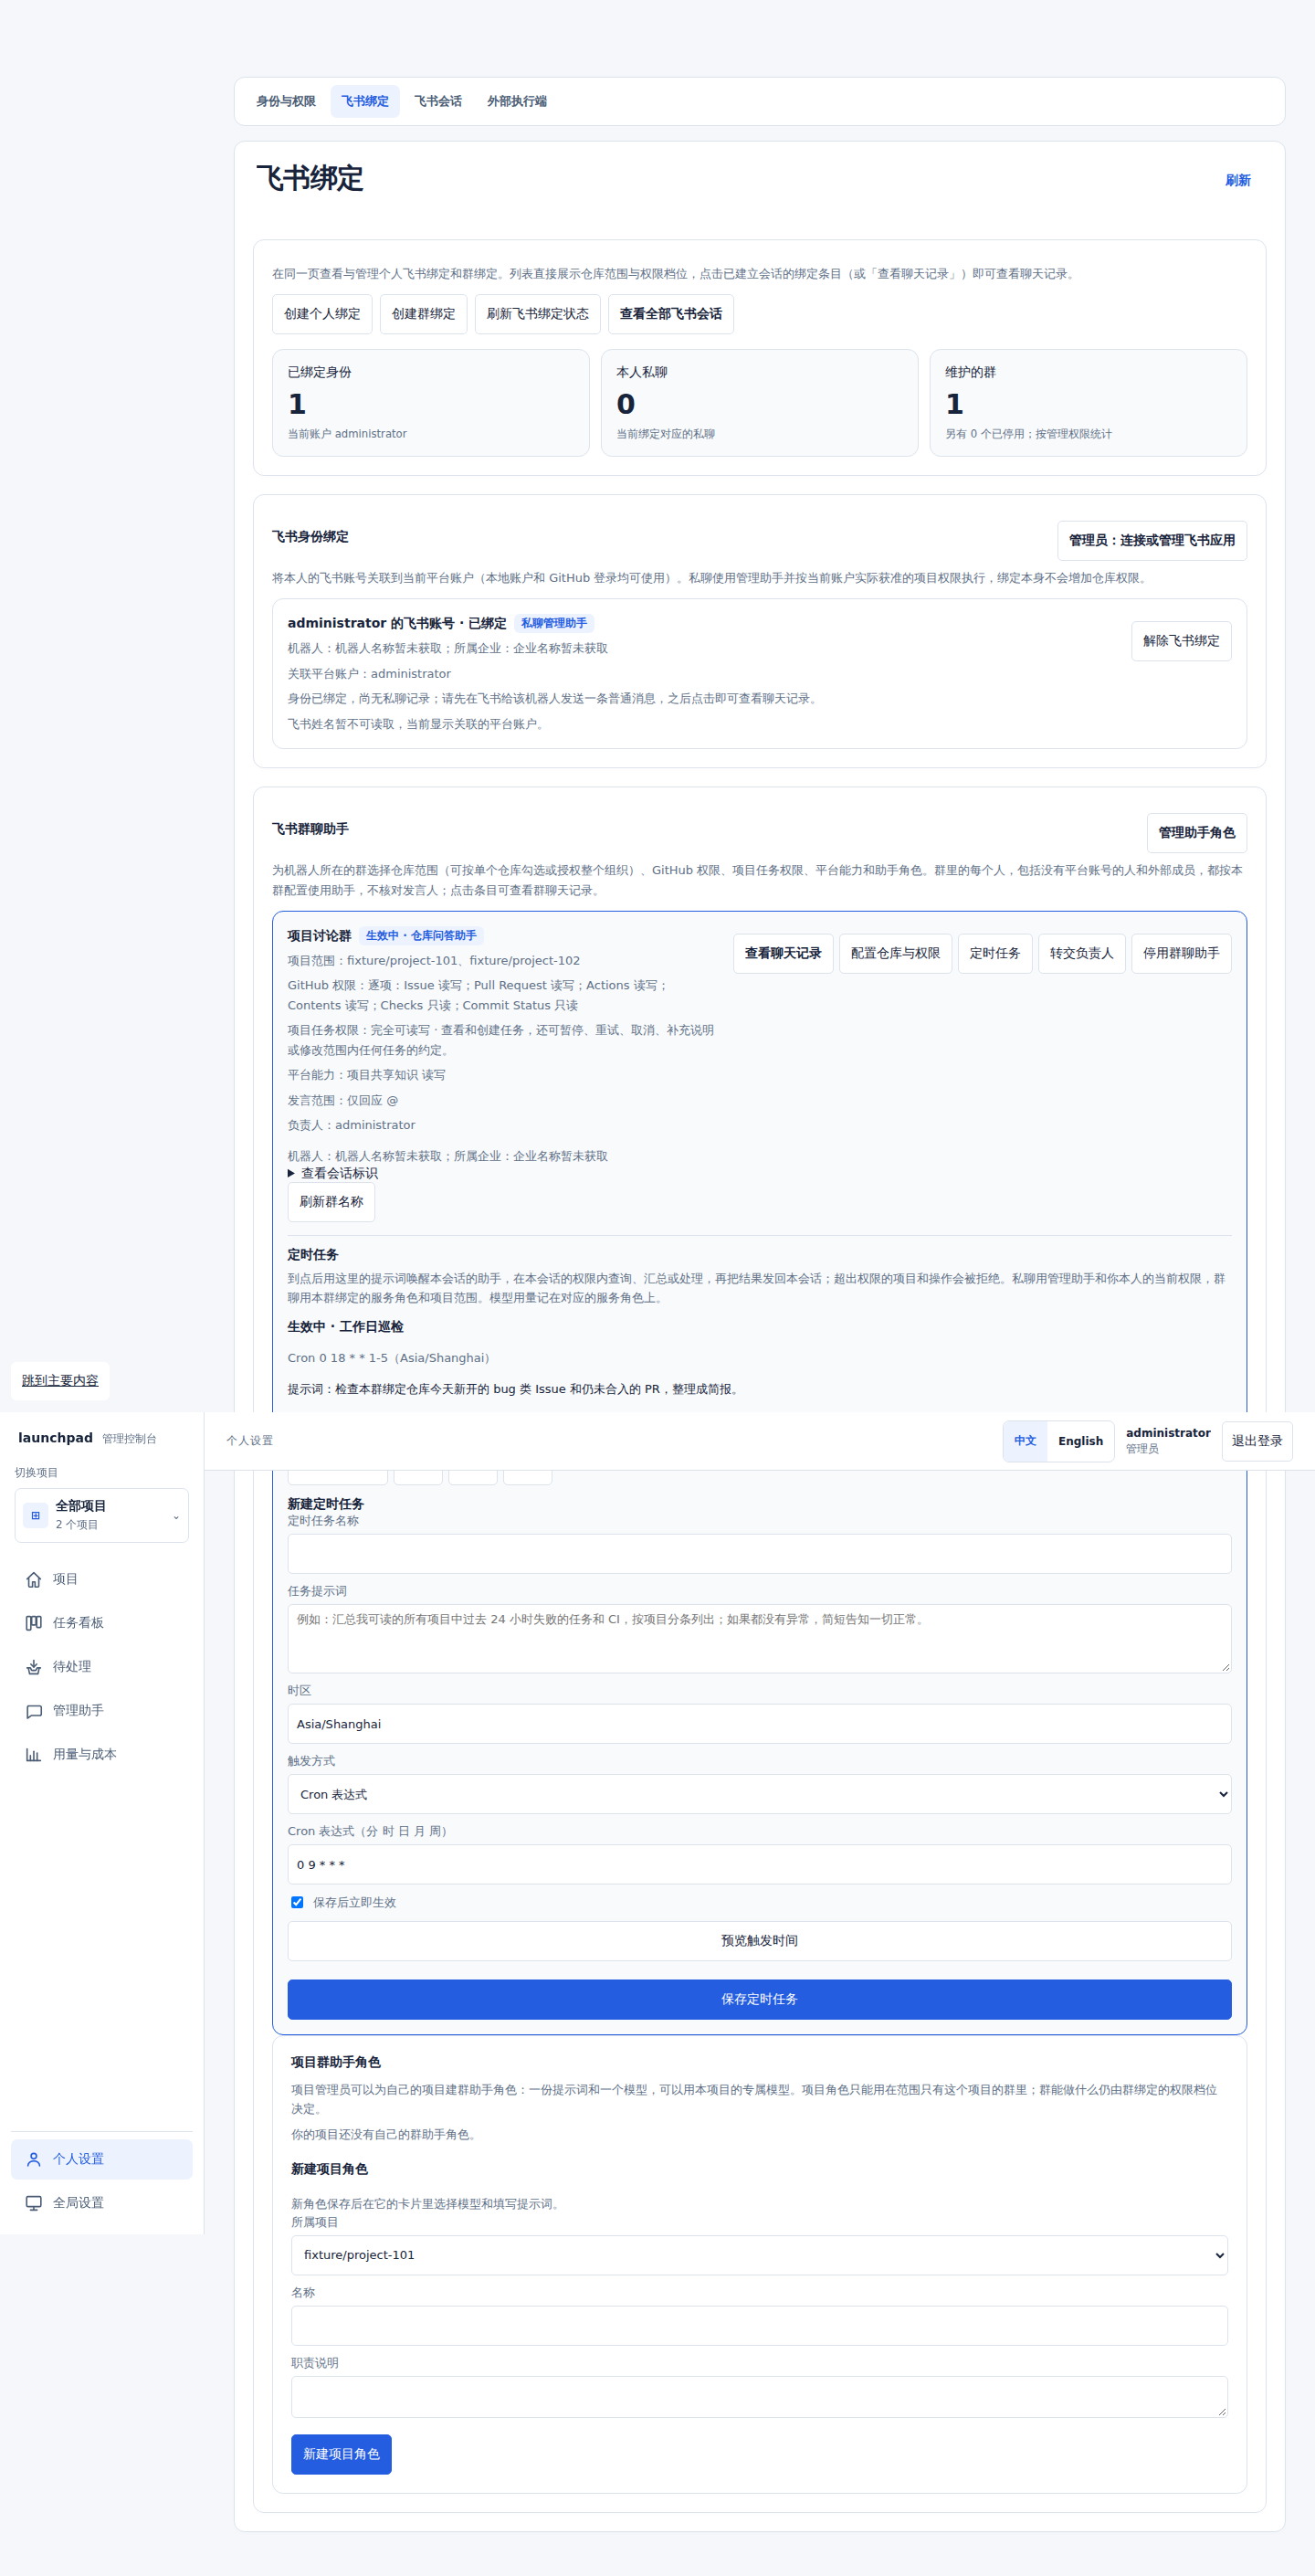 身份与权限 飞书绑定 飞书会话 外部执行端
飞书绑定
刷新
在同一页查看与管理个人飞书绑定和群绑定。列表直接展示仓库范围与权限档位，点击已建立会话的绑定条目（或「查看聊天记录」）即可查看聊天记录。
创建个人绑定 创建群绑定 刷新飞书绑定状态 查看全部飞书会话
已绑定身份
1
当前账户 administrator
本人私聊
0
当前绑定对应的私聊
维护的群
1
另有 0 个已停用；按管理权限统计
飞书身份绑定
管理员：连接或管理飞书应用
将本人的飞书账号关联到当前平台账户（本地账户和 GitHub 登录均可使用）。私聊使用管理助手并按当前账户实际获准的项目权限执行，绑定本身不会增加仓库权限。
administrator 的飞书账号 · 已绑定 私聊管理助手
机器人：机器人名称暂未获取；所属企业：企业名称暂未获取
关联平台账户：administrator
身份已绑定，尚无私聊记录；请先在飞书给该机器人发送一条普通消息，之后点击即可查看聊天记录。
飞书姓名暂不可读取，当前显示关联的平台账户。
解除飞书绑定
飞书群聊助手
管理助手角色
为机器人所在的群选择仓库范围（可按单个仓库勾选或授权整个组织）、GitHub 权限、项目任务权限、平台能力和助手角色。群里的每个人，包括没有平台账号的人和外部成员，都按本
群配置使用助手，不核对发言人；点击条目可查看群聊天记录。
项目讨论群 生效中 · 仓库问答助手
查看聊天记录 配置仓库与权限 定时任务 转交负责人 停用群聊助手
项目范围：fixture/project-101、fixture/project-102
GitHub 权限：逐项：Issue 读写；Pull Request 读写；Actions 读写；
Contents 读写；Checks 只读；Commit Status 只读
项目任务权限：完全可读写 · 查看和创建任务，还可暂停、重试、取消、补充说明
或修改范围内任何任务的约定。
平台能力：项目共享知识 读写
发言范围：仅回应 @
负责人：administrator
机器人：机器人名称暂未获取；所属企业：企业名称暂未获取
查看会话标识
刷新群名称
定时任务
到点后用这里的提示词唤醒本会话的助手，在本会话的权限内查询、汇总或处理，再把结果发回本会话；超出权限的项目和操作会被拒绝。私聊用管理助手和你本人的当前权限，群
聊用本群绑定的服务角色和项目范围。模型用量记在对应的服务角色上。
生效中 · 工作日巡检
Cron 0 18 * * 1-5（Asia/Shanghai）
提示词：检查本群绑定仓库今天新开的 bug 类 Issue 和仍未合入的 PR，整理成简报。
跳到主要内容
launchpad 管理控制台
个人设置
中文 English
administrator
管理员
退出登录
切换项目
全部项目
2 个项目
项目
任务看板
待处理
管理助手
用量与成本
个人设置
全局设置
新建定时任务
定时任务名称
任务提示词
例如：汇总我可读的所有项目中过去 24 小时失败的任务和 CI，按项目分条列出；如果都没有异常，简短告知一切正常。
时区
Asia/Shanghai
触发方式
Cron 表达式
Cron 表达式（分 时 日 月 周）
0 9 * * *
保存后立即生效
预览触发时间
保存定时任务
项目群助手角色
项目管理员可以为自己的项目建群助手角色：一份提示词和一个模型，可以用本项目的专属模型。项目角色只能用在范围只有这个项目的群里；群能做什么仍由群绑定的权限档位
决定。
你的项目还没有自己的群助手角色。
新建项目角色
新角色保存后在它的卡片里选择模型和填写提示词。
所属项目
fixture/project-101
名称
职责说明
新建项目角色